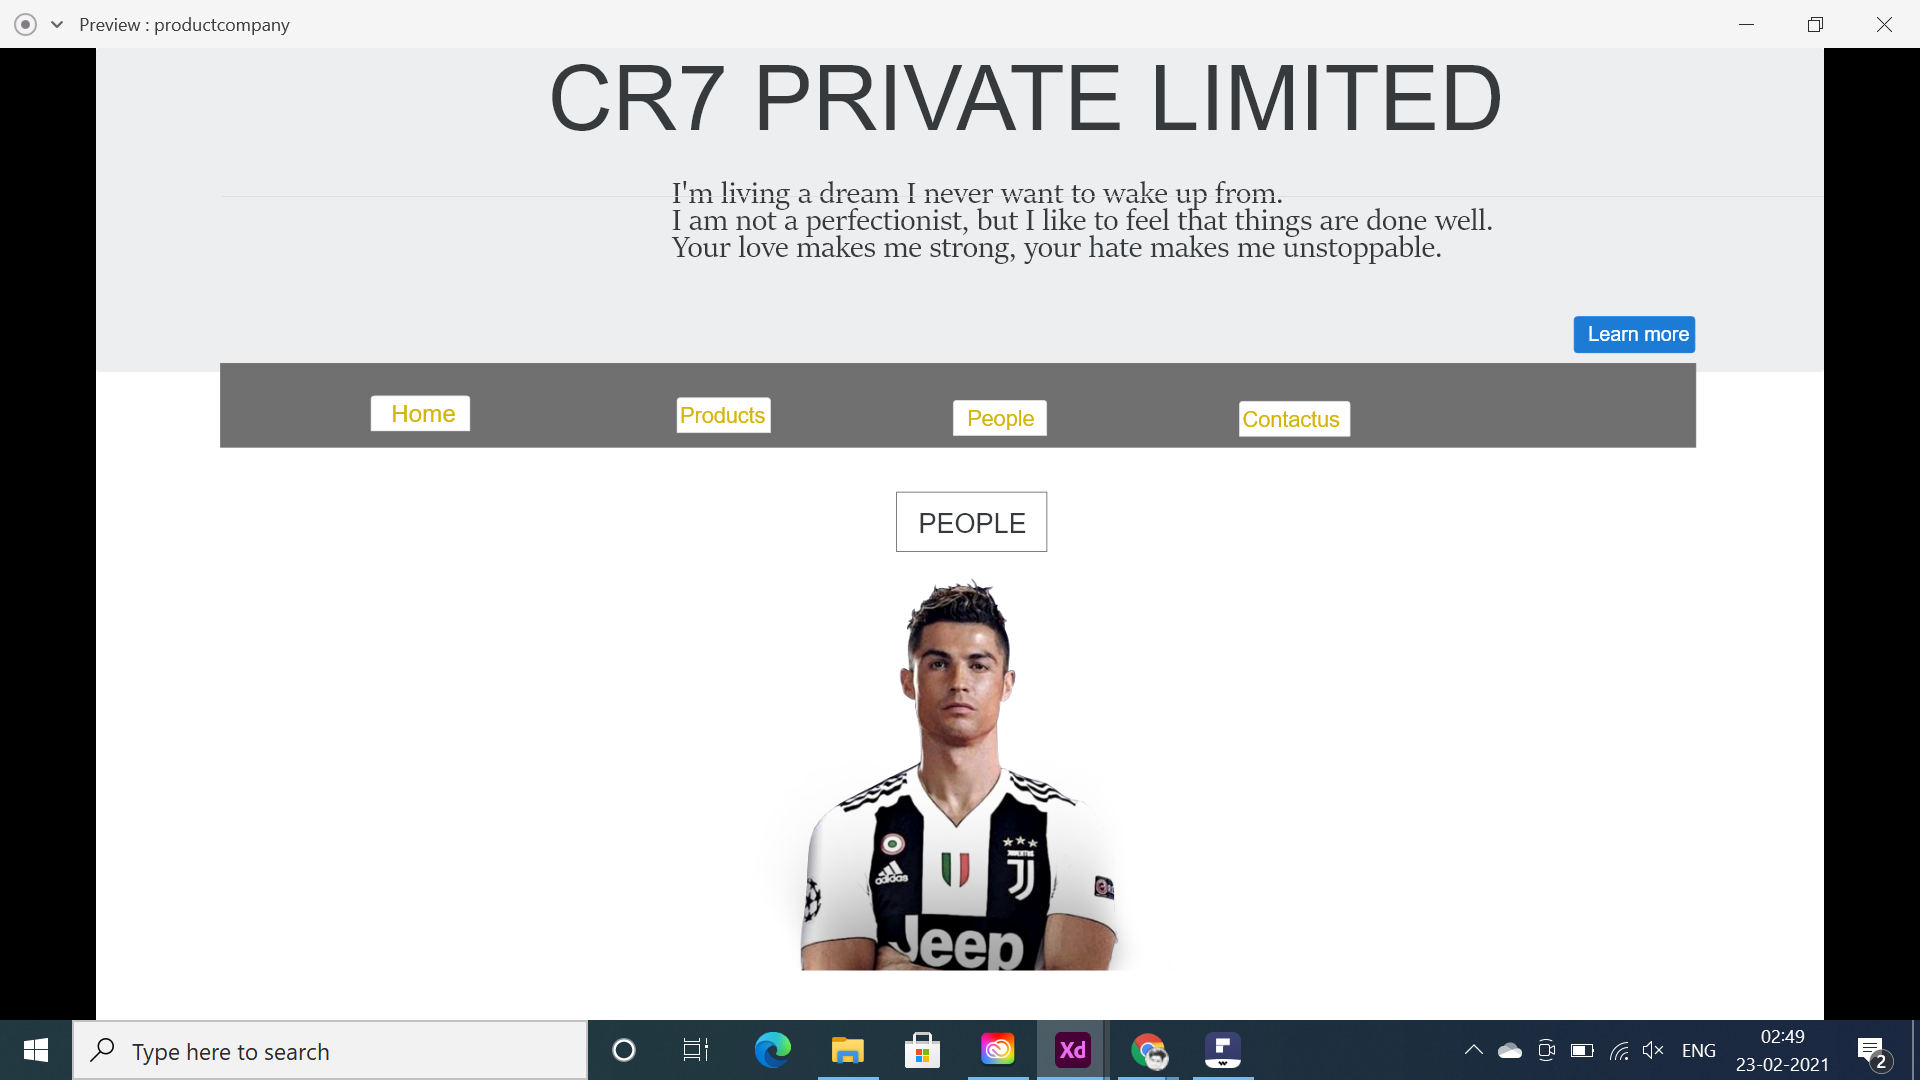 Preview : productcompany
CR7 PRIVATE LIMITED
I'm living a dream I never want to wake up from.
I am not a perfectionist, but I like to feel that things are done well.
Your love makes me strong, your hate makes me unstoppable.
Learn more
Home
Products
People
Contactus
PEOPLE
JUVENTUS
adidas
Jeep
Type here to search
Xd
ENG
02:49
23-02-2021
2